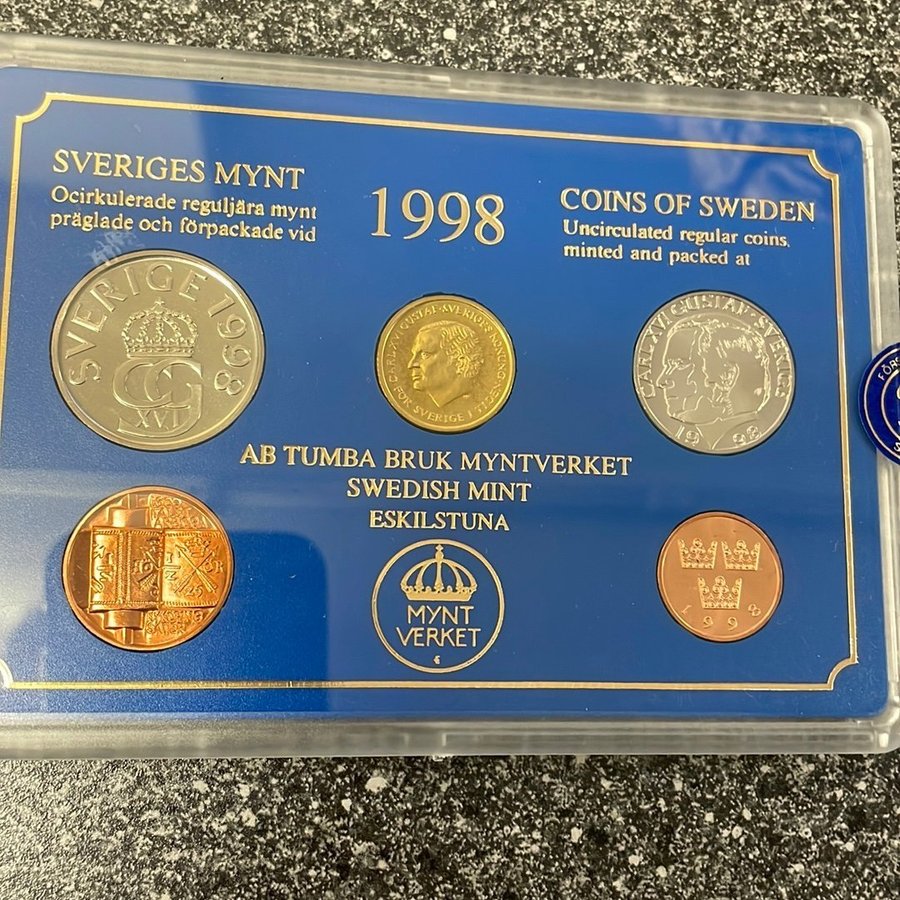 SVERIGES MYNT
Ocirkulerade reguljära mynt
präglade och förpackade vid
1998
COINS OF SWEDEN
Uncirculated regular coins,
minted and packed at
SVERIGE 1998
XVI
CARL XVI GUSTAF · SVERIGES KONUNG
FÖR SVERIGE I TIDEN
CARL XVI GUSTAF · SVERIGE
1998
AB TUMBA BRUK MYNTVERKET
SWEDISH MINT
ESKILSTUNA
MYNT
VERKET
1998